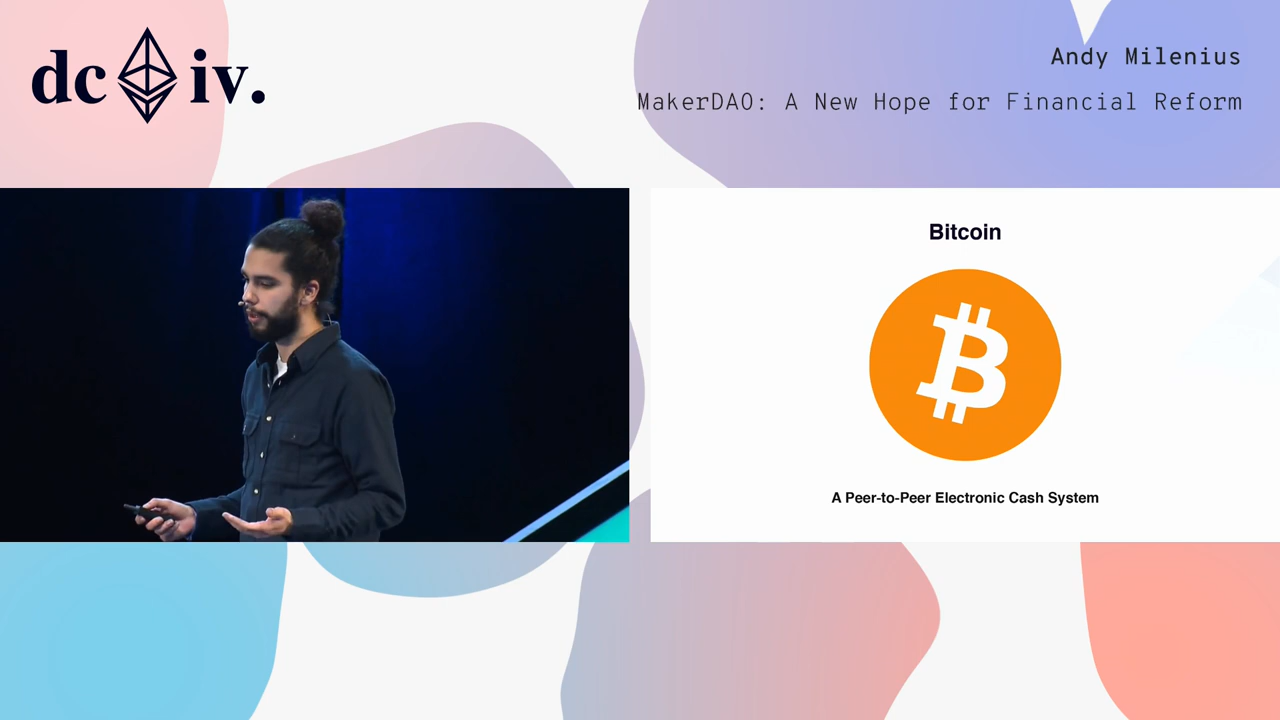 dc iv.
Andy Milenius
MakerDAO: A New Hope for Financial Reform
Bitcoin
A Peer-to-Peer Electronic Cash System